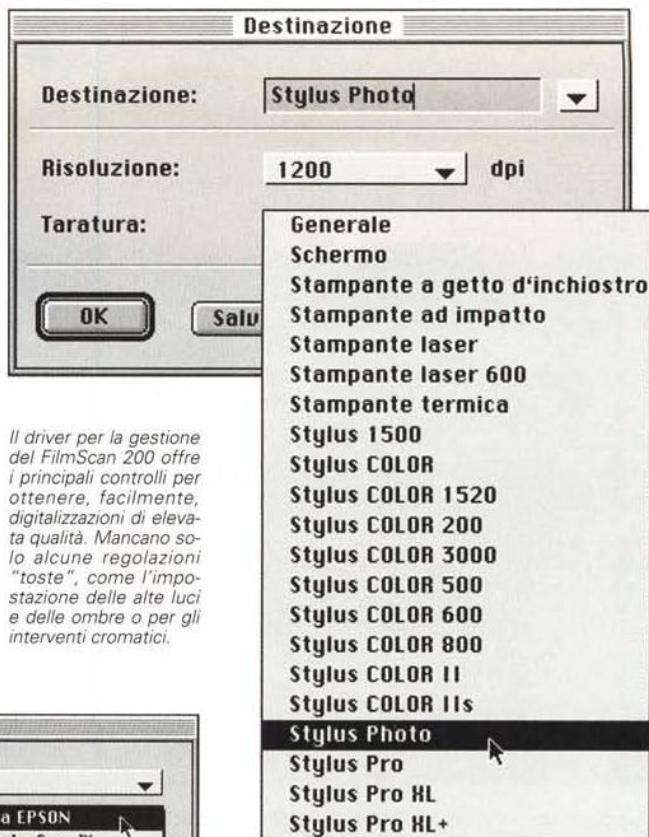 Destinazione
Destinazione: Stylus Photo
Risoluzione: 1200 dpi
Taratura:
OK
Generale
Schermo
Stampante a getto d'inchiostro
Stampante ad impatto
Stampante laser
Stampante laser 600
Stampante termica
Stylus 1500
Stylus COLOR
Stylus COLOR 1520
Stylus COLOR 200
Stylus COLOR 3000
Stylus COLOR 500
Stylus COLOR 600
Stylus COLOR 800
Stylus COLOR II
Stylus COLOR IIs
Stylus Photo
Stylus Pro
Stylus Pro XL
Stylus Pro XL+
Il driver per la gestione
del FilmScan 200 offre
i principali controlli per
ottenere, facilmente,
digitalizzazioni di eleva-
ta qualità. Mancano so-
lo alcune regolazioni
"toste", come l'impo-
stazione delle alte luci
e delle ombre o per gli
interventi cromatici.
a EPSON